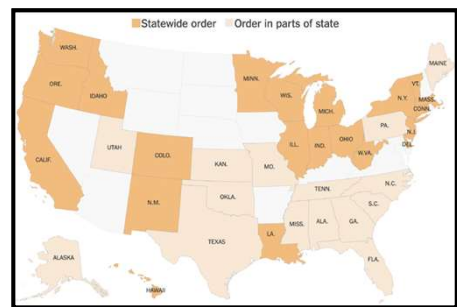 Statewide order Order in parts of state
WASH.
MAINE
ORE.
IDAHO
MINN.
WIS.
MICH.
VT.
N.Y.
MASS.
CONN.
PA.
N.J.
DEL.
CALIF.
UTAH
COLO.
KAN.
MO.
ILL.
IND.
OHIO
W.VA.
N.M.
OKLA.
TENN.
N.C.
S.C.
TEXAS
LA.
MISS.
ALA.
GA.
FLA.
ALASKA
HAWAII